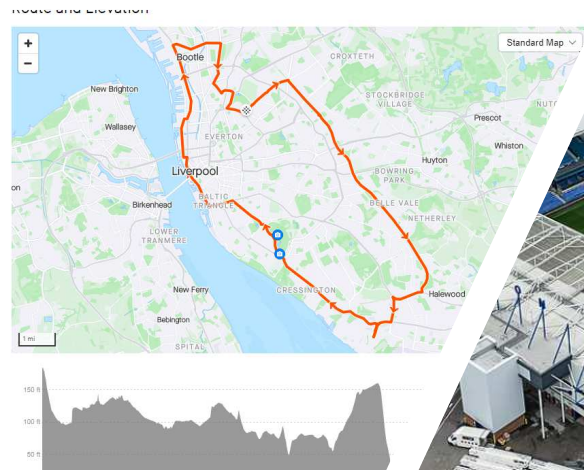 Route and Elevation
+
−
Standard Map
Bootle
CROXTETH
New Brighton
STOCKBRIDGE
VILLAGE
NUTG
Prescot
Wallasey
EVERTON
Whiston
Huyton
Liverpool
BOWRING
PARK
on
BALTIC
TRIANGLE
Birkenhead
BELLE VALE
NETHERLEY
LOWER
TRANMERE
New Ferry
CRESSINGTON
Halewood
Bebington
1 mi
SPITAL
150 ft
100 ft
50 ft